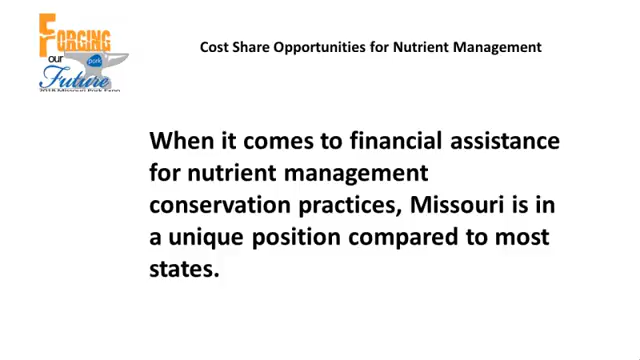 Forging
our
pork
Future
2018 Missouri Pork Expo
Cost Share Opportunities for Nutrient Management
When it comes to financial assistance
for nutrient management
conservation practices, Missouri is in
a unique position compared to most
states.